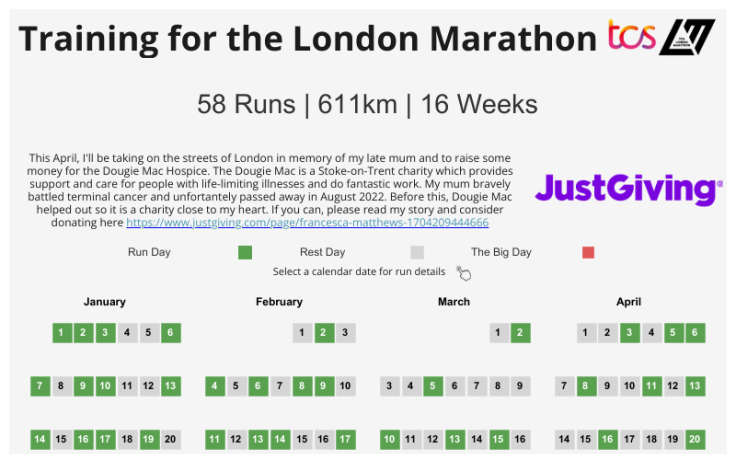 Training for the London Marathon
tcs
TCS LONDON MARATHON
58 Runs | 611km | 16 Weeks
This April, I'll be taking on the streets of London in memory of my late mum and to raise some
money for the Dougie Mac Hospice. The Dougie Mac is a Stoke-on-Trent charity which provides
support and care for people with life-limiting illnesses and do fantastic work. My mum bravely
battled terminal cancer and unfortantely passed away in August 2022. Before this, Dougie Mac
helped out so it is a charity close to my heart. If you can, please read my story and consider
donating here https://www.justgiving.com/page/francesca-matthews-1704209444666
JustGiving®
Run Day Rest Day The Big Day
Select a calendar date for run details
January February March April
1 2 3 4 5 6 1 2 3 1 2 1 2 3 4 5 6
7 8 9 10 11 12 13 4 5 6 7 8 9 10 3 4 5 6 7 8 9 7 8 9 10 11 12 13
14 15 16 17 18 19 20 11 12 13 14 15 16 17 10 11 12 13 14 15 16 14 15 16 17 18 19 20